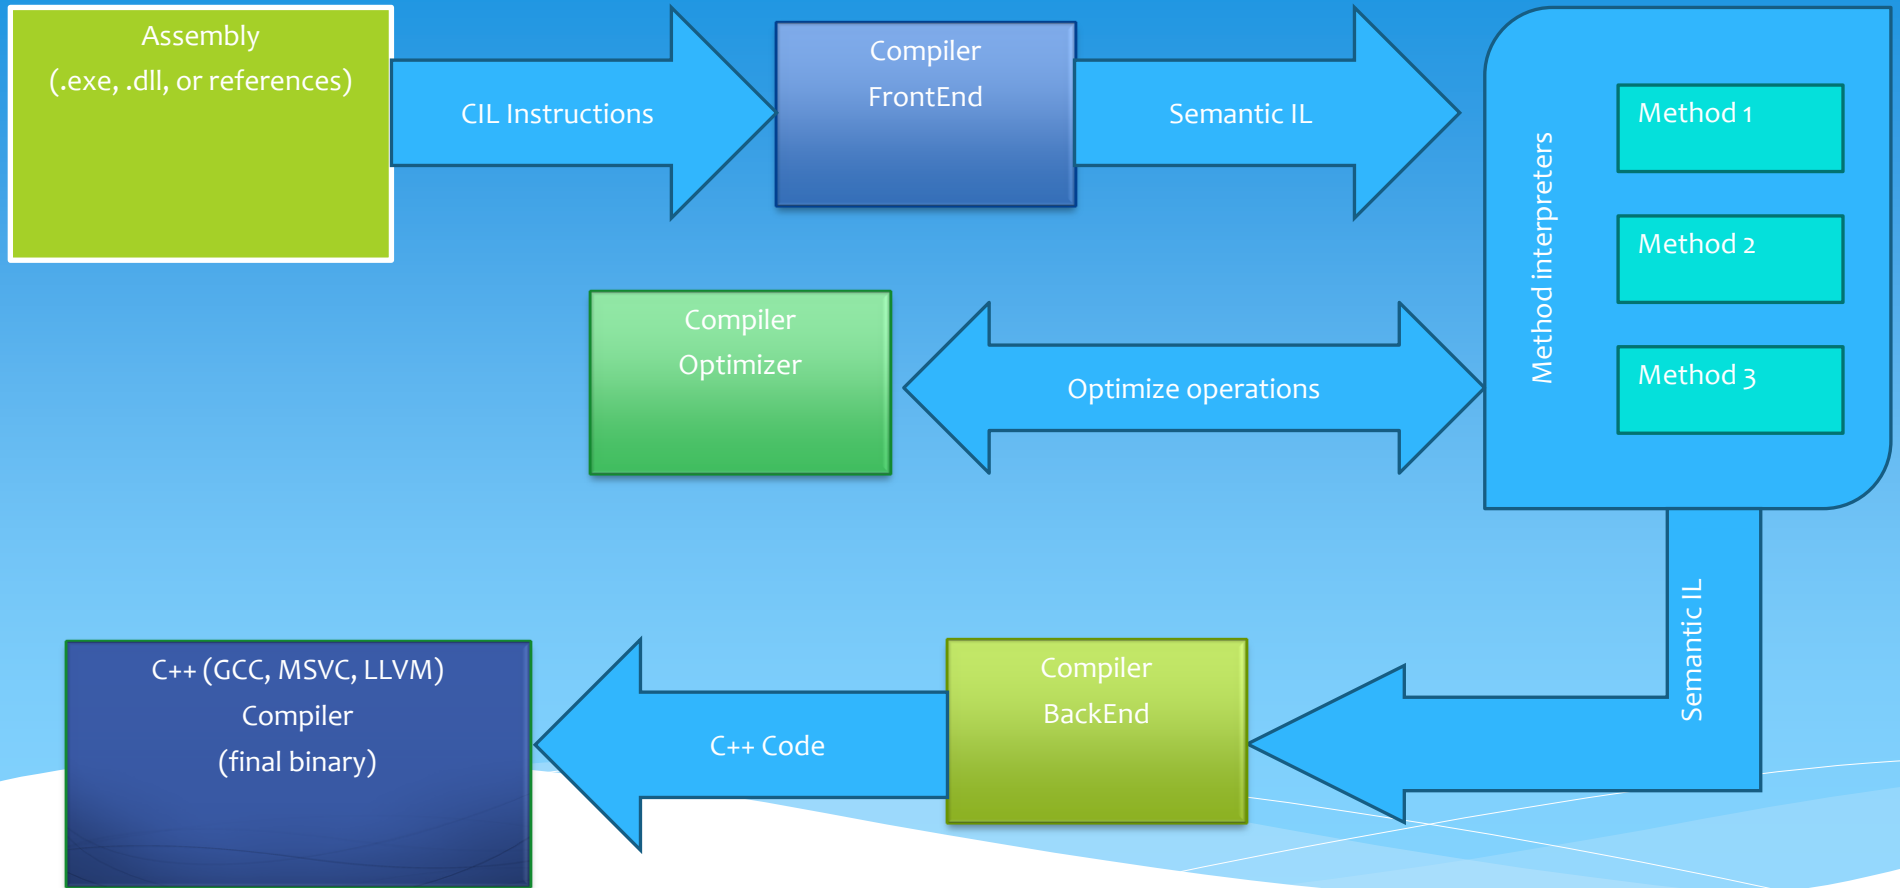 Assembly
(.exe, .dll, or references)
CIL Instructions
Compiler
FrontEnd
Semantic IL
Method interpreters
Method 1
Method 2
Method 3
Compiler
Optimizer
Optimize operations
Semantic IL
Compiler
BackEnd
C++ Code
C++ (GCC, MSVC, LLVM)
Compiler
(final binary)